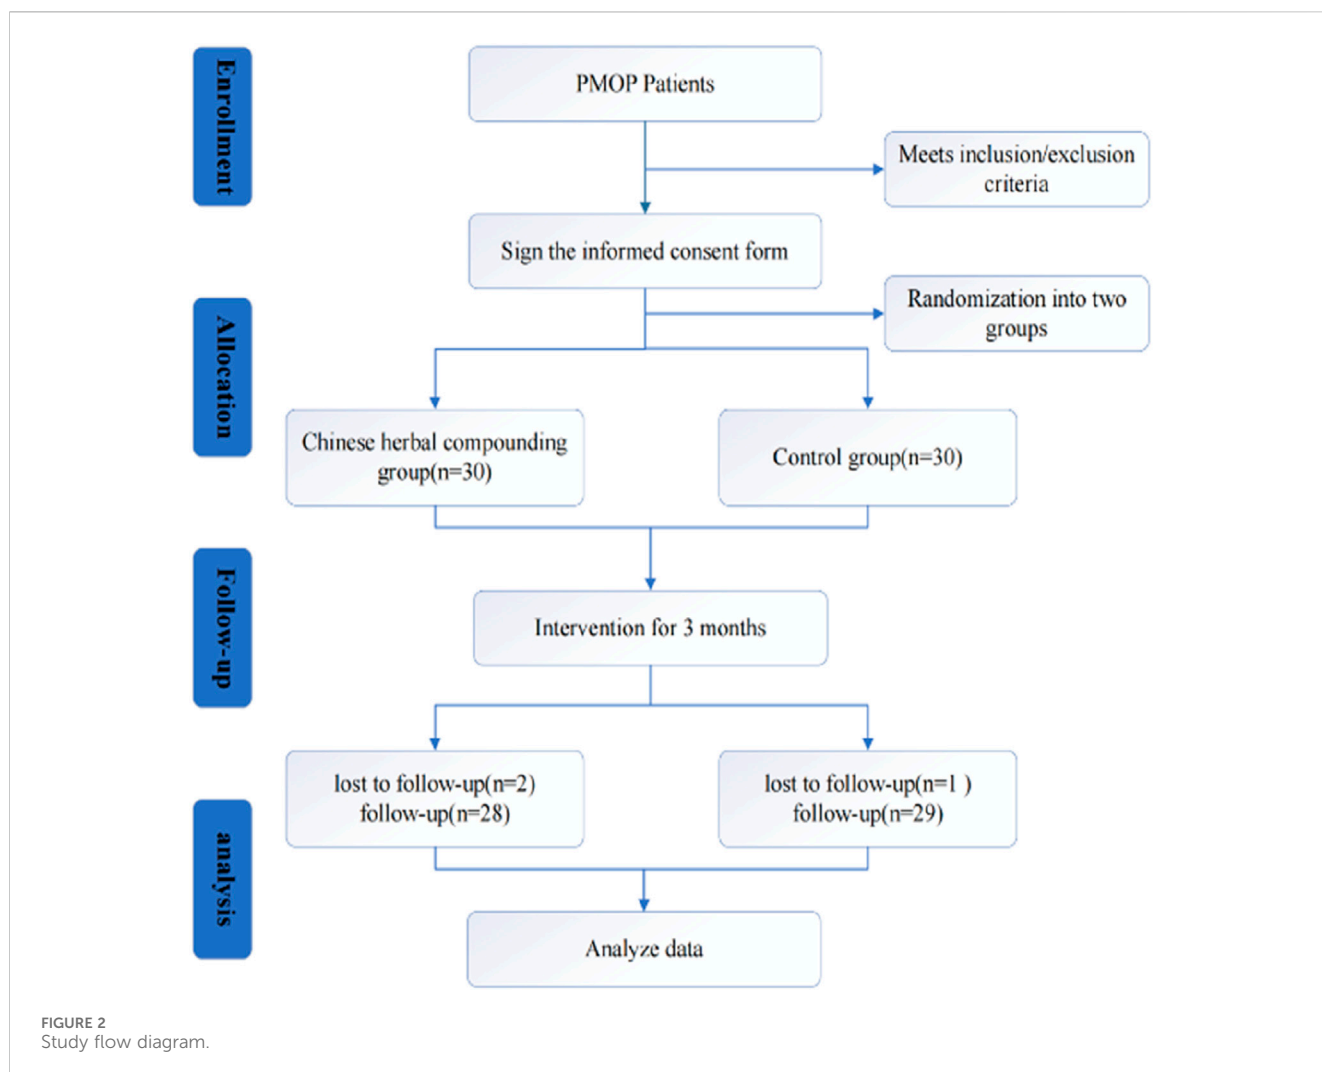 Enrollment
PMOP Patients
Meets inclusion/exclusion
criteria
Sign the informed consent form
Allocation
Randomization into two
groups
Chinese herbal compounding
group(n=30)
Control group(n=30)
Follow-up
Intervention for 3 months
lost to follow-up(n=2)
follow-up(n=28)
lost to follow-up(n=1 )
follow-up(n=29)
analysis
Analyze data
FIGURE 2
Study flow diagram.